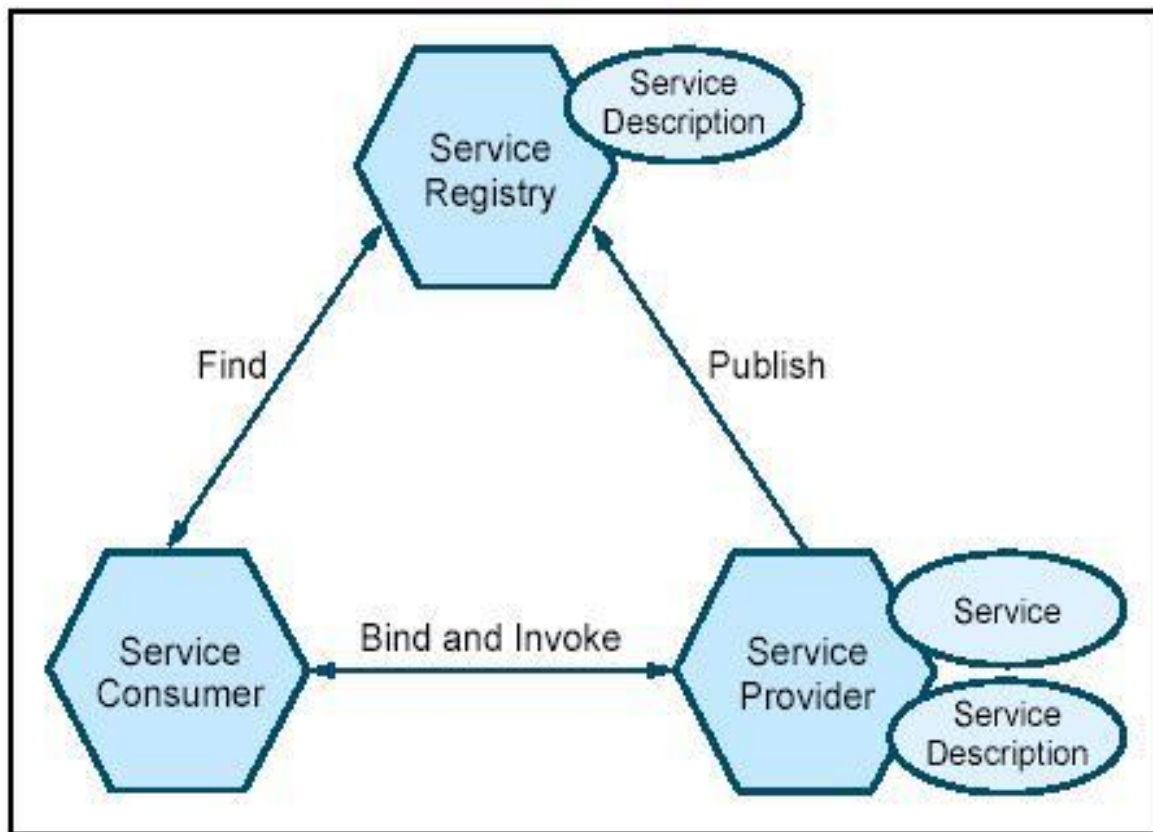 Service
Description
Service
Registry
Find
Publish
Service
Consumer
Bind and Invoke
Service
Provider
Service
Service
Description